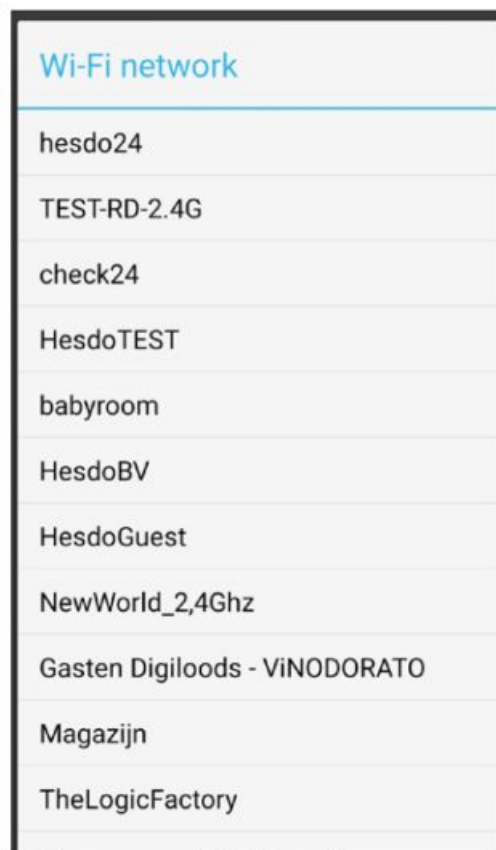 Wi-Fi network
hesdo24
TEST-RD-2.4G
check24
HesdoTEST
babyroom
HesdoBV
HesdoGuest
NewWorld_2,4Ghz
Gasten Digiloods - ViNODORATO
Magazijn
TheLogicFactory